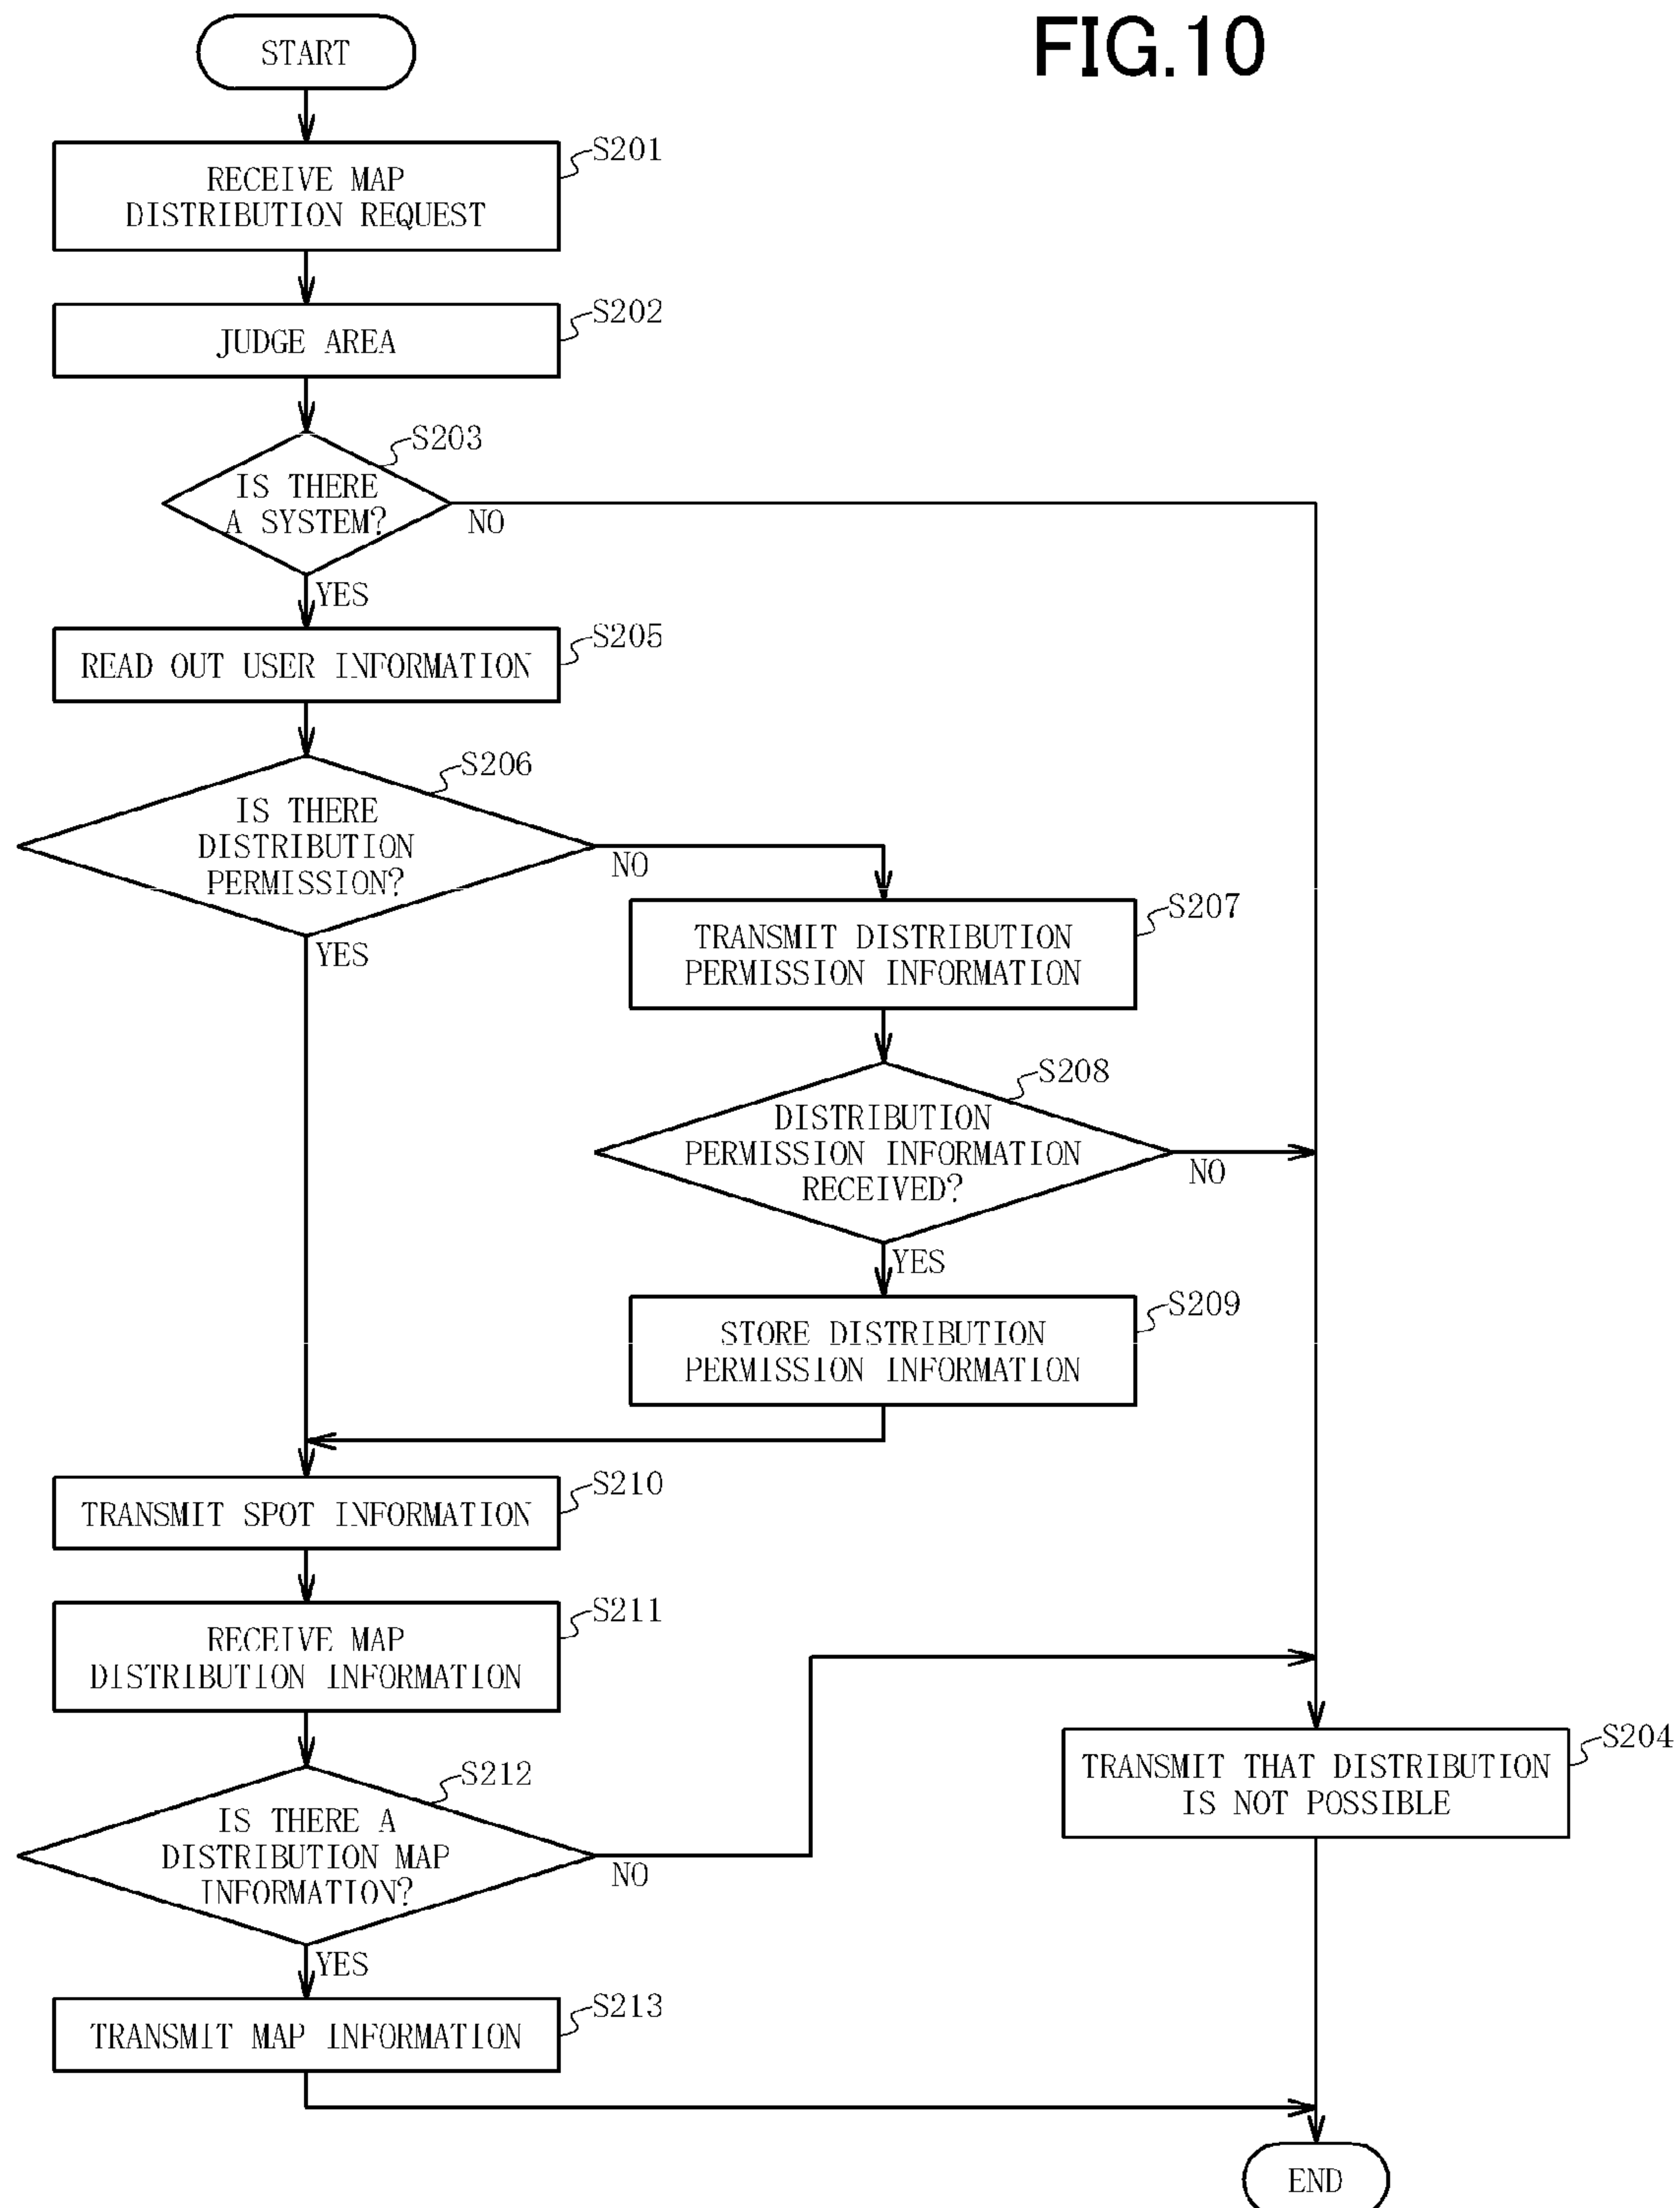 FIG.10
START
S201
RECEIVE MAP
DISTRIBUTION REQUEST
S202
JUDGE AREA
S203
IS THERE
A SYSTEM?
NO
YES
S205
READ OUT USER INFORMATION
S206
IS THERE
DISTRIBUTION
PERMISSION?
NO
YES
S207
TRANSMIT DISTRIBUTION
PERMISSION INFORMATION
S208
DISTRIBUTION
PERMISSION INFORMATION
RECEIVED?
NO
YES
S209
STORE DISTRIBUTION
PERMISSION INFORMATION
S210
TRANSMIT SPOT INFORMATION
S211
RECEIVE MAP
DISTRIBUTION INFORMATION
S212
IS THERE A
DISTRIBUTION MAP
INFORMATION?
NO
YES
S204
TRANSMIT THAT DISTRIBUTION
IS NOT POSSIBLE
S213
TRANSMIT MAP INFORMATION
END